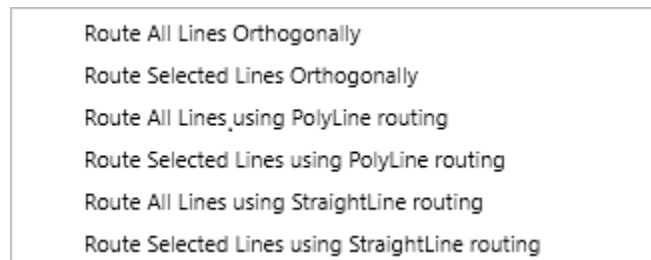 Route All Lines Orthogonally
Route Selected Lines Orthogonally
Route All Lines using PolyLine routing
Route Selected Lines using PolyLine routing
Route All Lines using StraightLine routing
Route Selected Lines using StraightLine routing